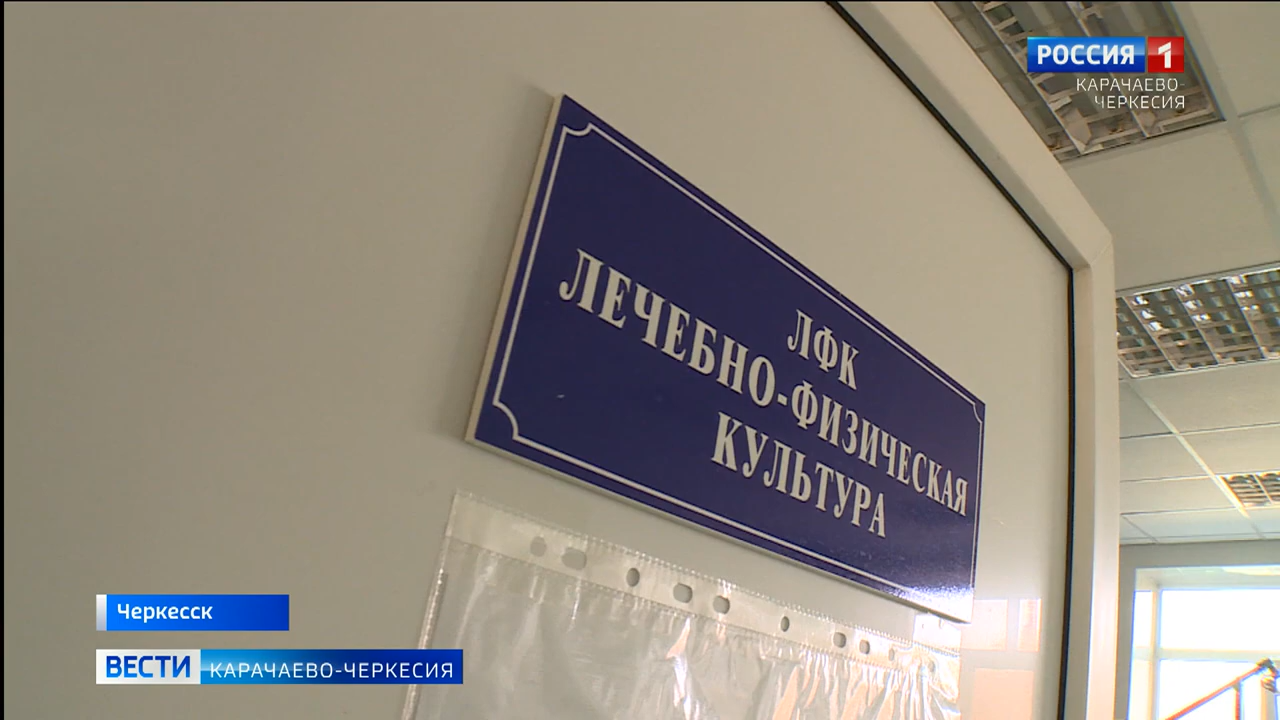 РОССИЯ 1
КАРАЧАЕВО-
ЧЕРКЕСИЯ
ЛФК
ЛЕЧЕБНО-ФИЗИЧЕСКАЯ
КУЛЬТУРА
Черкесск
ВЕСТИ КАРАЧАЕВО-ЧЕРКЕСИЯ